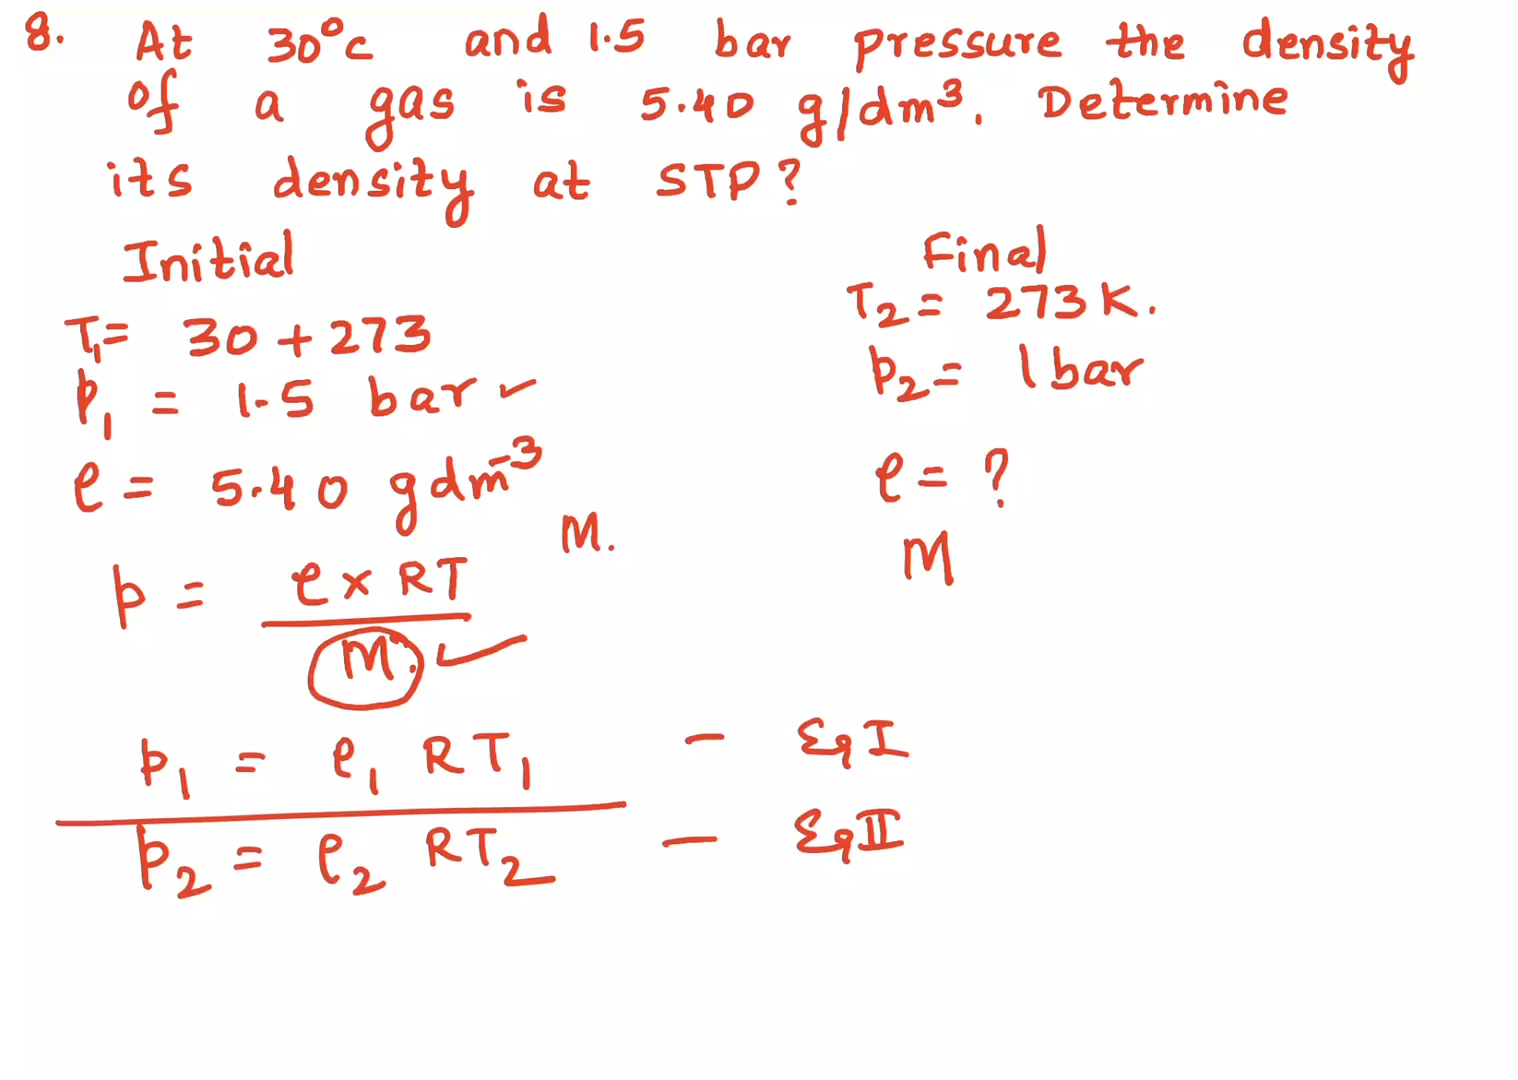 8. At 30°c and 1.5 bar pressure the density
of a gas is 5.40 g/dm³. Determine
its density at STP?
Initial
Final
T₁= 30 + 273
T₂= 273 K.
p₁ = 1.5 bar ✓
p₂= 1 bar
ρ = 5.40 gdm⁻³
ρ = ?
M.
M
p = ρ x RT
M. ✓
p₁ = ρ₁ RT₁ - Eq I
p₂ = ρ₂ RT₂ - Eq II